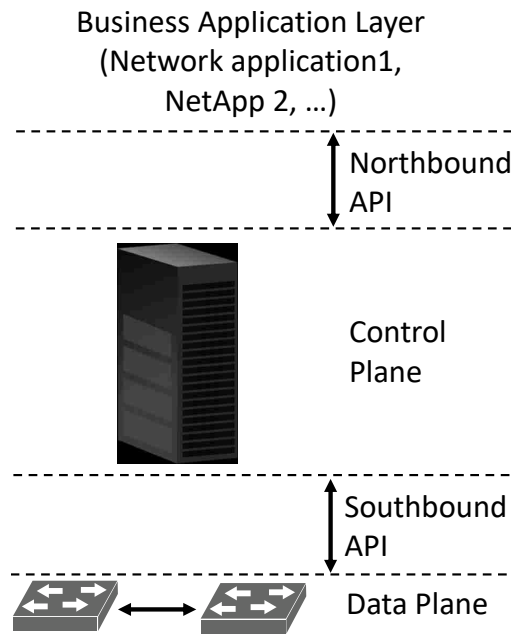 Business Application Layer
(Network application1,
NetApp 2, …)
Northbound
API
Control
Plane
Southbound
API
Data Plane